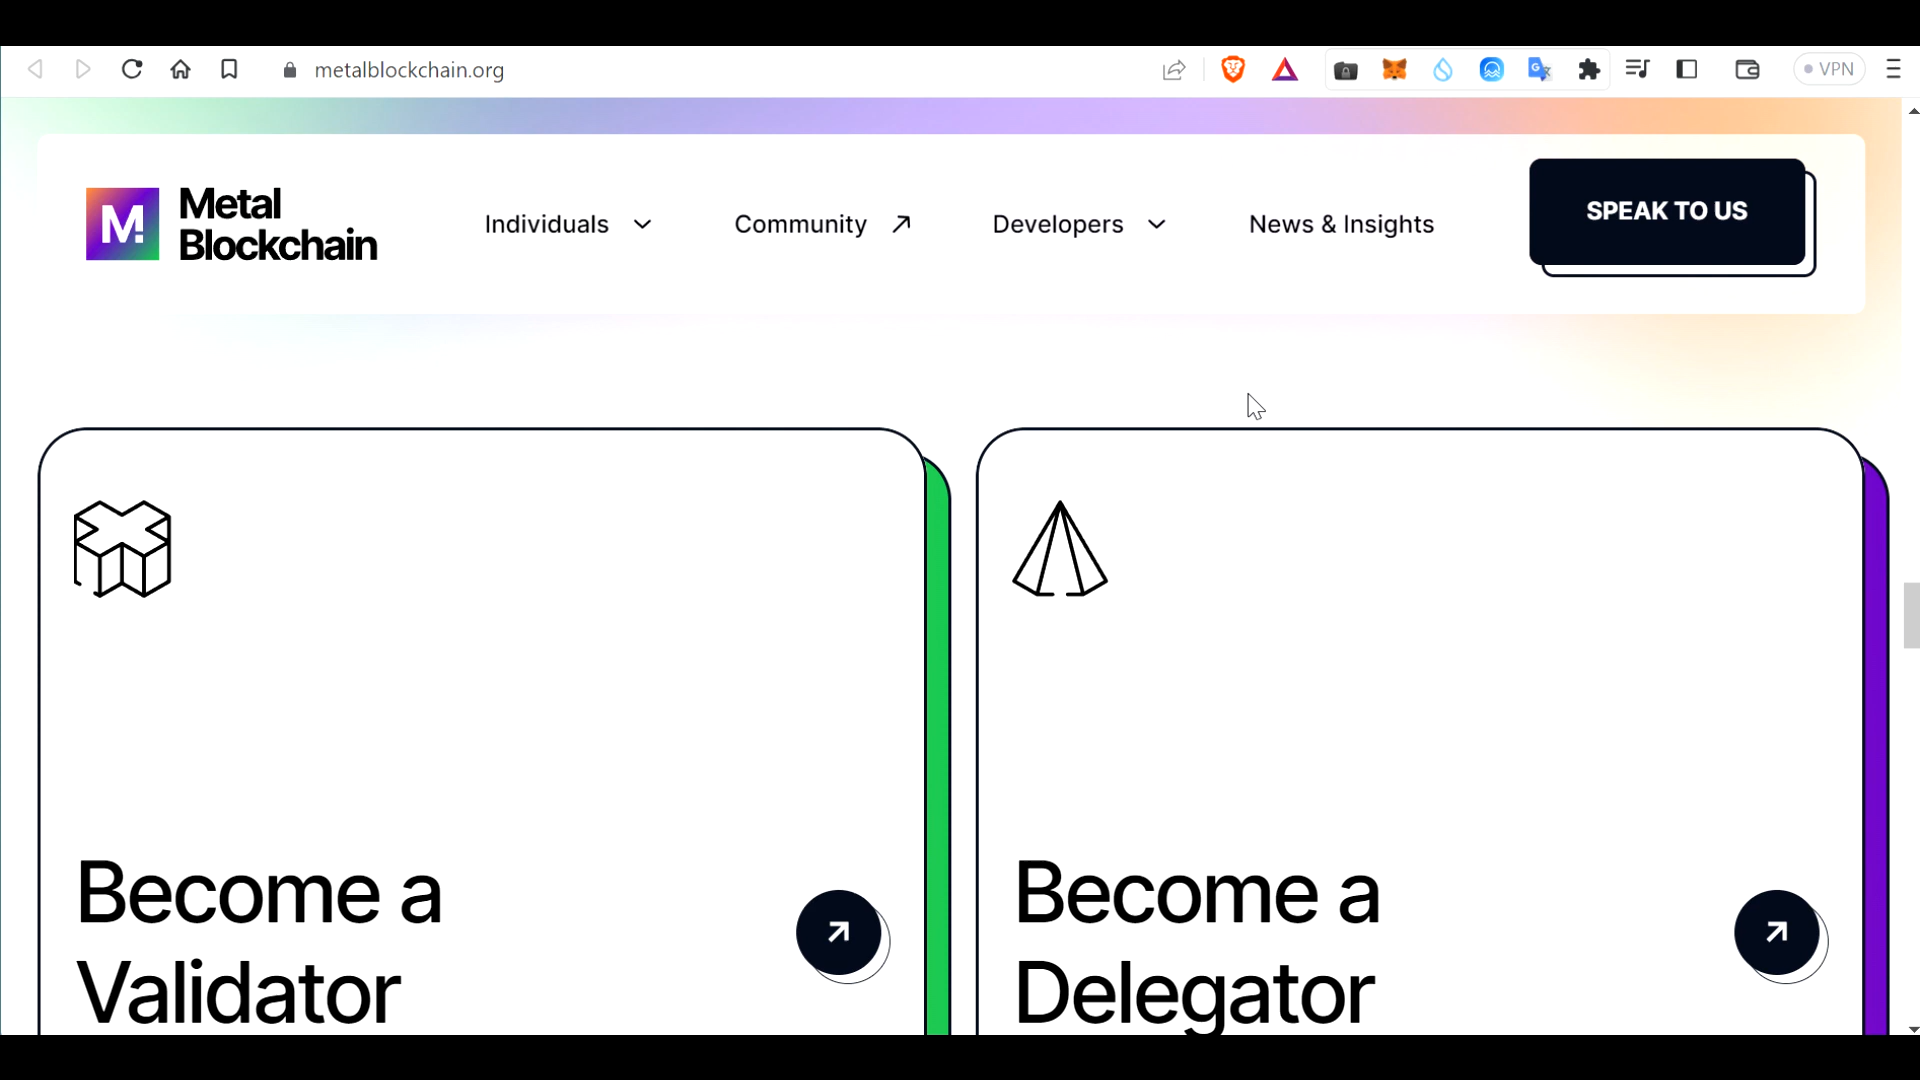 metalblockchain.org
VPN
M.
Metal
Blockchain
Individuals
Community
Developers
News & Insights
SPEAK TO US
Become a
Validator
Become a
Delegator